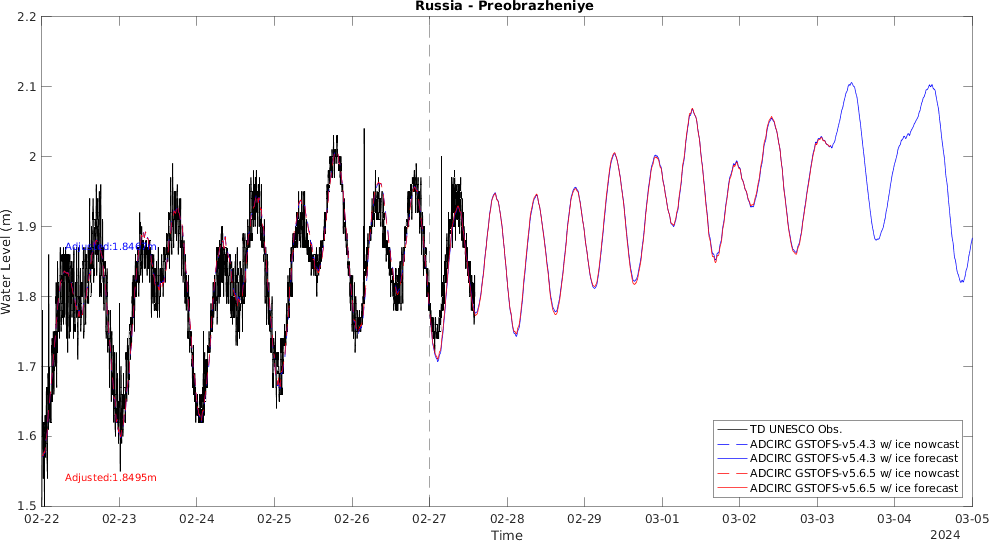 Russia - Preobrazheniye
2.2
2.1
2
1.9
1.8
1.7
1.6
1.5
Water Level (m)
Adjusted:1.8495m
TD UNESCO Obs.
ADCIRC GSTOFS-v5.4.3 w/ ice nowcast
ADCIRC GSTOFS-v5.4.3 w/ ice forecast
ADCIRC GSTOFS-v5.6.5 w/ ice nowcast
ADCIRC GSTOFS-v5.6.5 w/ ice forecast
02-22 02-23 02-24 02-25 02-26 02-27 02-28 02-29 03-01 03-02 03-03 03-04 03-05
Time
2024